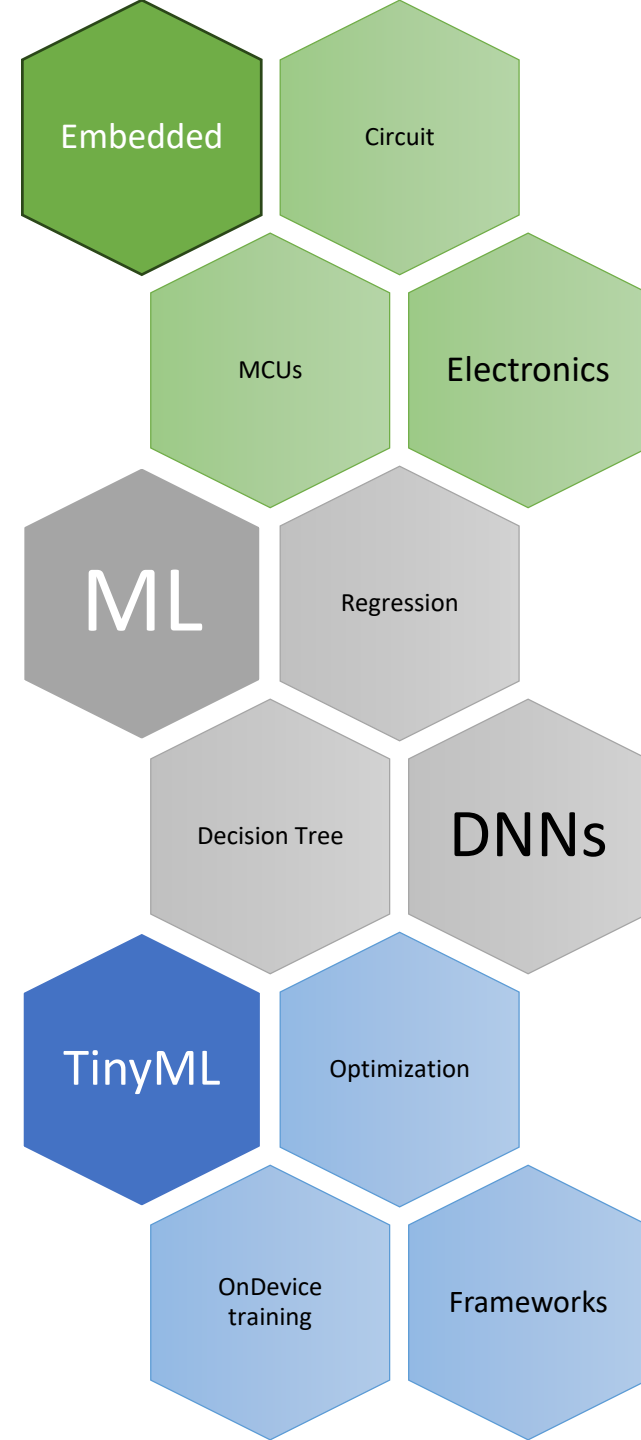 Embedded
Circuit
MCUs
Electronics
ML
Regression
Decision Tree
DNNs
TinyML
Optimization
OnDevice
training
Frameworks